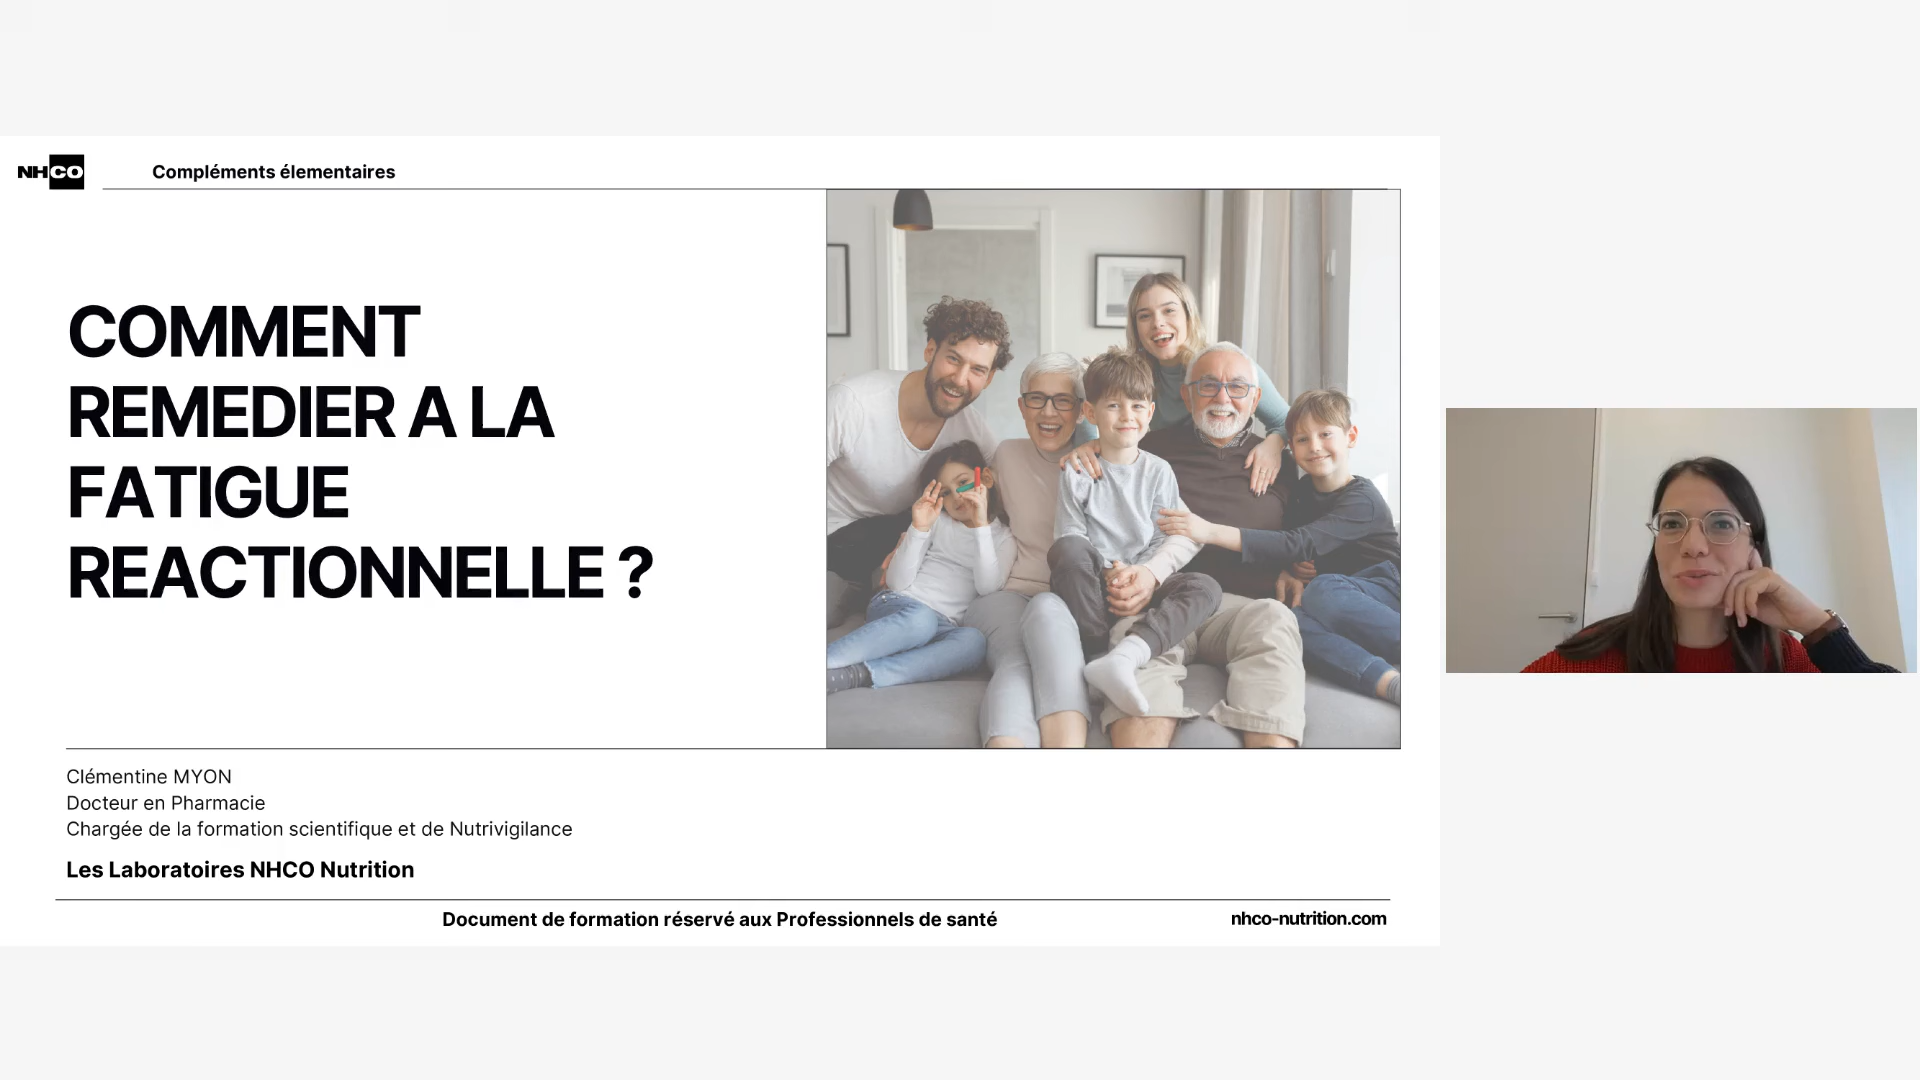 NHCO
Compléments élementaires
COMMENT
REMEDIER A LA
FATIGUE
REACTIONNELLE ?
Clémentine MYON
Docteur en Pharmacie
Chargée de la formation scientifique et de Nutrivigilance
Les Laboratoires NHCO Nutrition
Document de formation réservé aux Professionnels de santé
nhco-nutrition.com